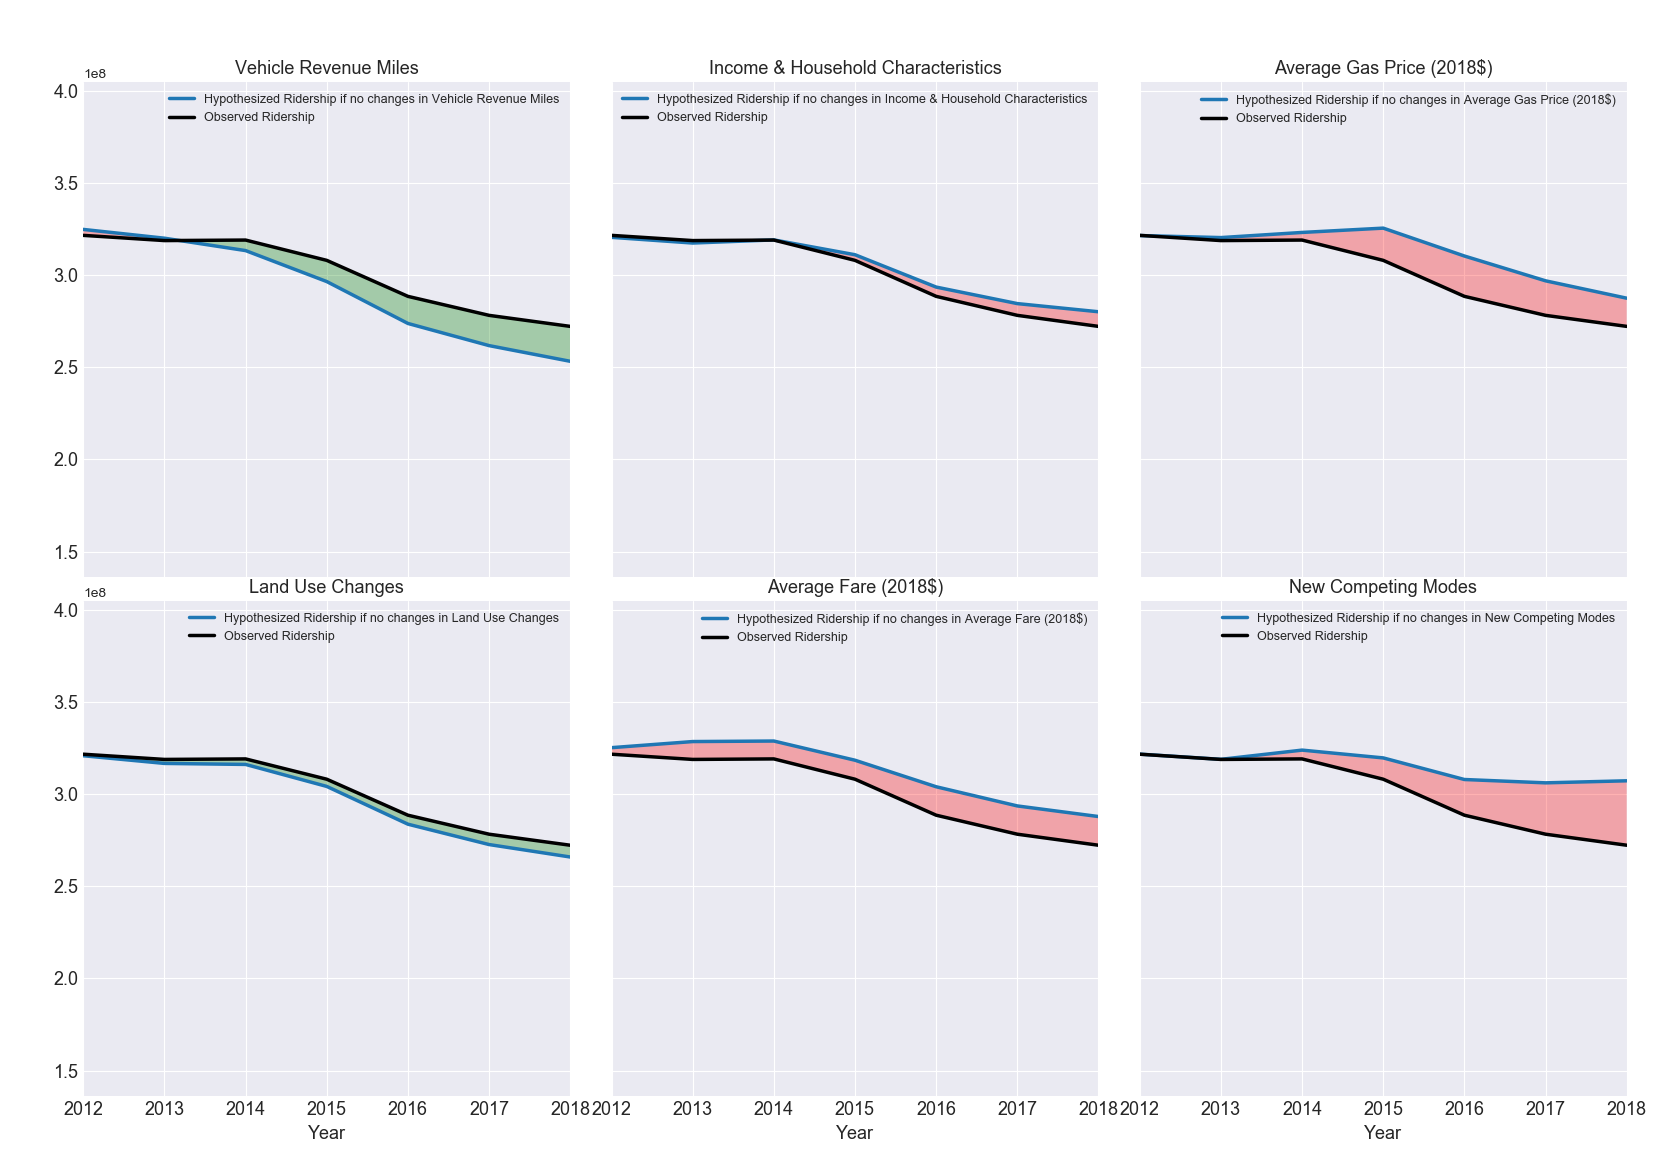 Vehicle Revenue Miles
1e8
Hypothesized Ridership if no changes in Vehicle Revenue Miles
Observed Ridership
4.0
3.5
3.0
2.5
2.0
1.5
Income & Household Characteristics
Hypothesized Ridership if no changes in Income & Household Characteristics
Observed Ridership
Average Gas Price (2018$)
Hypothesized Ridership if no changes in Average Gas Price (2018$)
Observed Ridership
Land Use Changes
1e8
Hypothesized Ridership if no changes in Land Use Changes
Observed Ridership
4.0
3.5
3.0
2.5
2.0
1.5
2012 2013 2014 2015 2016 2017 2018
Year
Average Fare (2018$)
Hypothesized Ridership if no changes in Average Fare (2018$)
Observed Ridership
2012 2013 2014 2015 2016 2017 2018
Year
New Competing Modes
Hypothesized Ridership if no changes in New Competing Modes
Observed Ridership
2012 2013 2014 2015 2016 2017 2018
Year